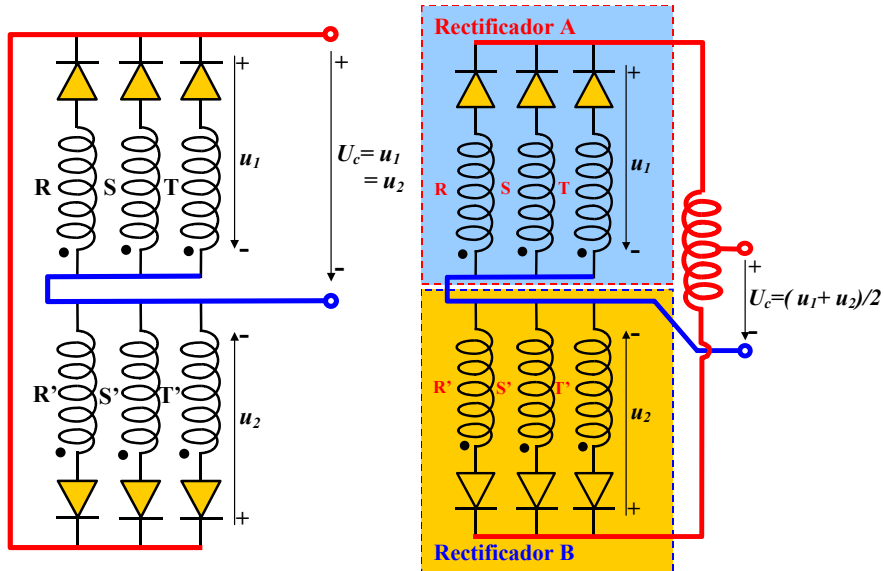 +
R
S
T
u1
-
+
Uc= u1
= u2
-
R’
S’
T’
-
u2
+
Rectificador A
+
R
S
T
u1
-
+
Uc=( u1+ u2)/2
-
R’
S’
T’
-
u2
+
Rectificador B